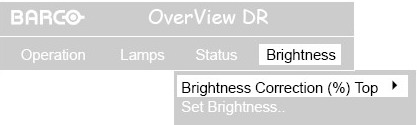 BARCO OverView DR
Operation Lamps Status Brightness
Brightness Correction (%) Top
Set Brightness..